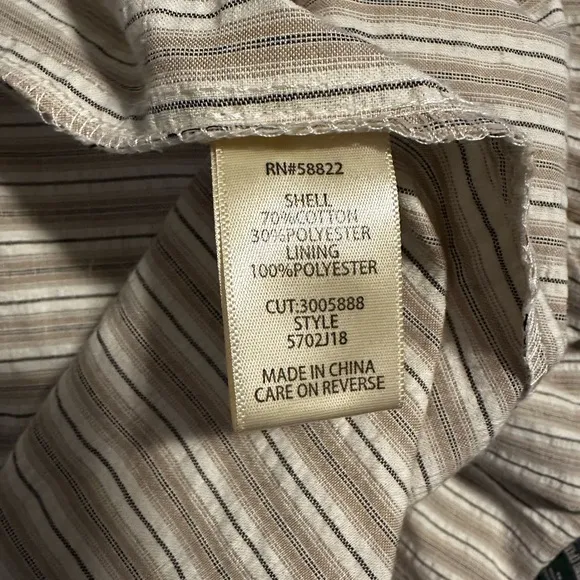 RN#58822
SHELL
70%COTTON
30%POLYESTER
LINING
100%POLYESTER
CUT:3005888
STYLE
5702J18
MADE IN CHINA
CARE ON REVERSE